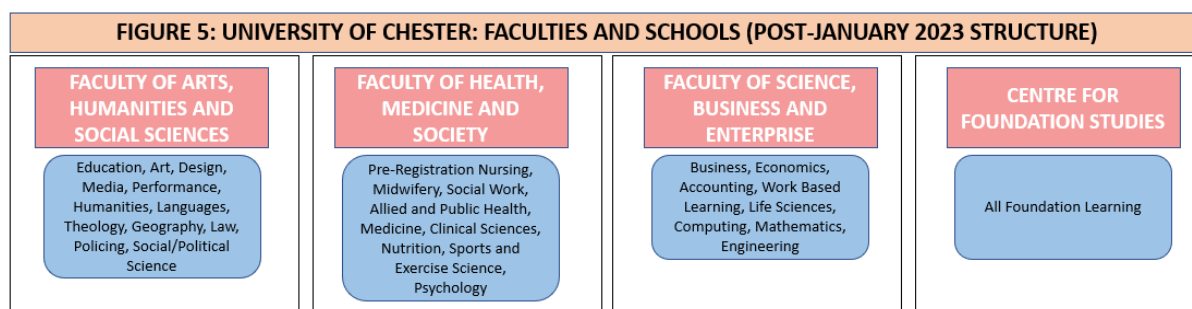 FIGURE 5: UNIVERSITY OF CHESTER: FACULTIES AND SCHOOLS (POST-JANUARY 2023 STRUCTURE)
FACULTY OF ARTS,
HUMANITIES AND
SOCIAL SCIENCES
Education, Art, Design,
Media, Performance,
Humanities, Languages,
Theology, Geography, Law,
Policing, Social/Political
Science
FACULTY OF HEALTH,
MEDICINE AND
SOCIETY
Pre-Registration Nursing,
Midwifery, Social Work,
Allied and Public Health,
Medicine, Clinical Sciences,
Nutrition, Sports and
Exercise Science,
Psychology
FACULTY OF SCIENCE,
BUSINESS AND
ENTERPRISE
Business, Economics,
Accounting, Work Based
Learning, Life Sciences,
Computing, Mathematics,
Engineering
CENTRE FOR
FOUNDATION STUDIES
All Foundation Learning